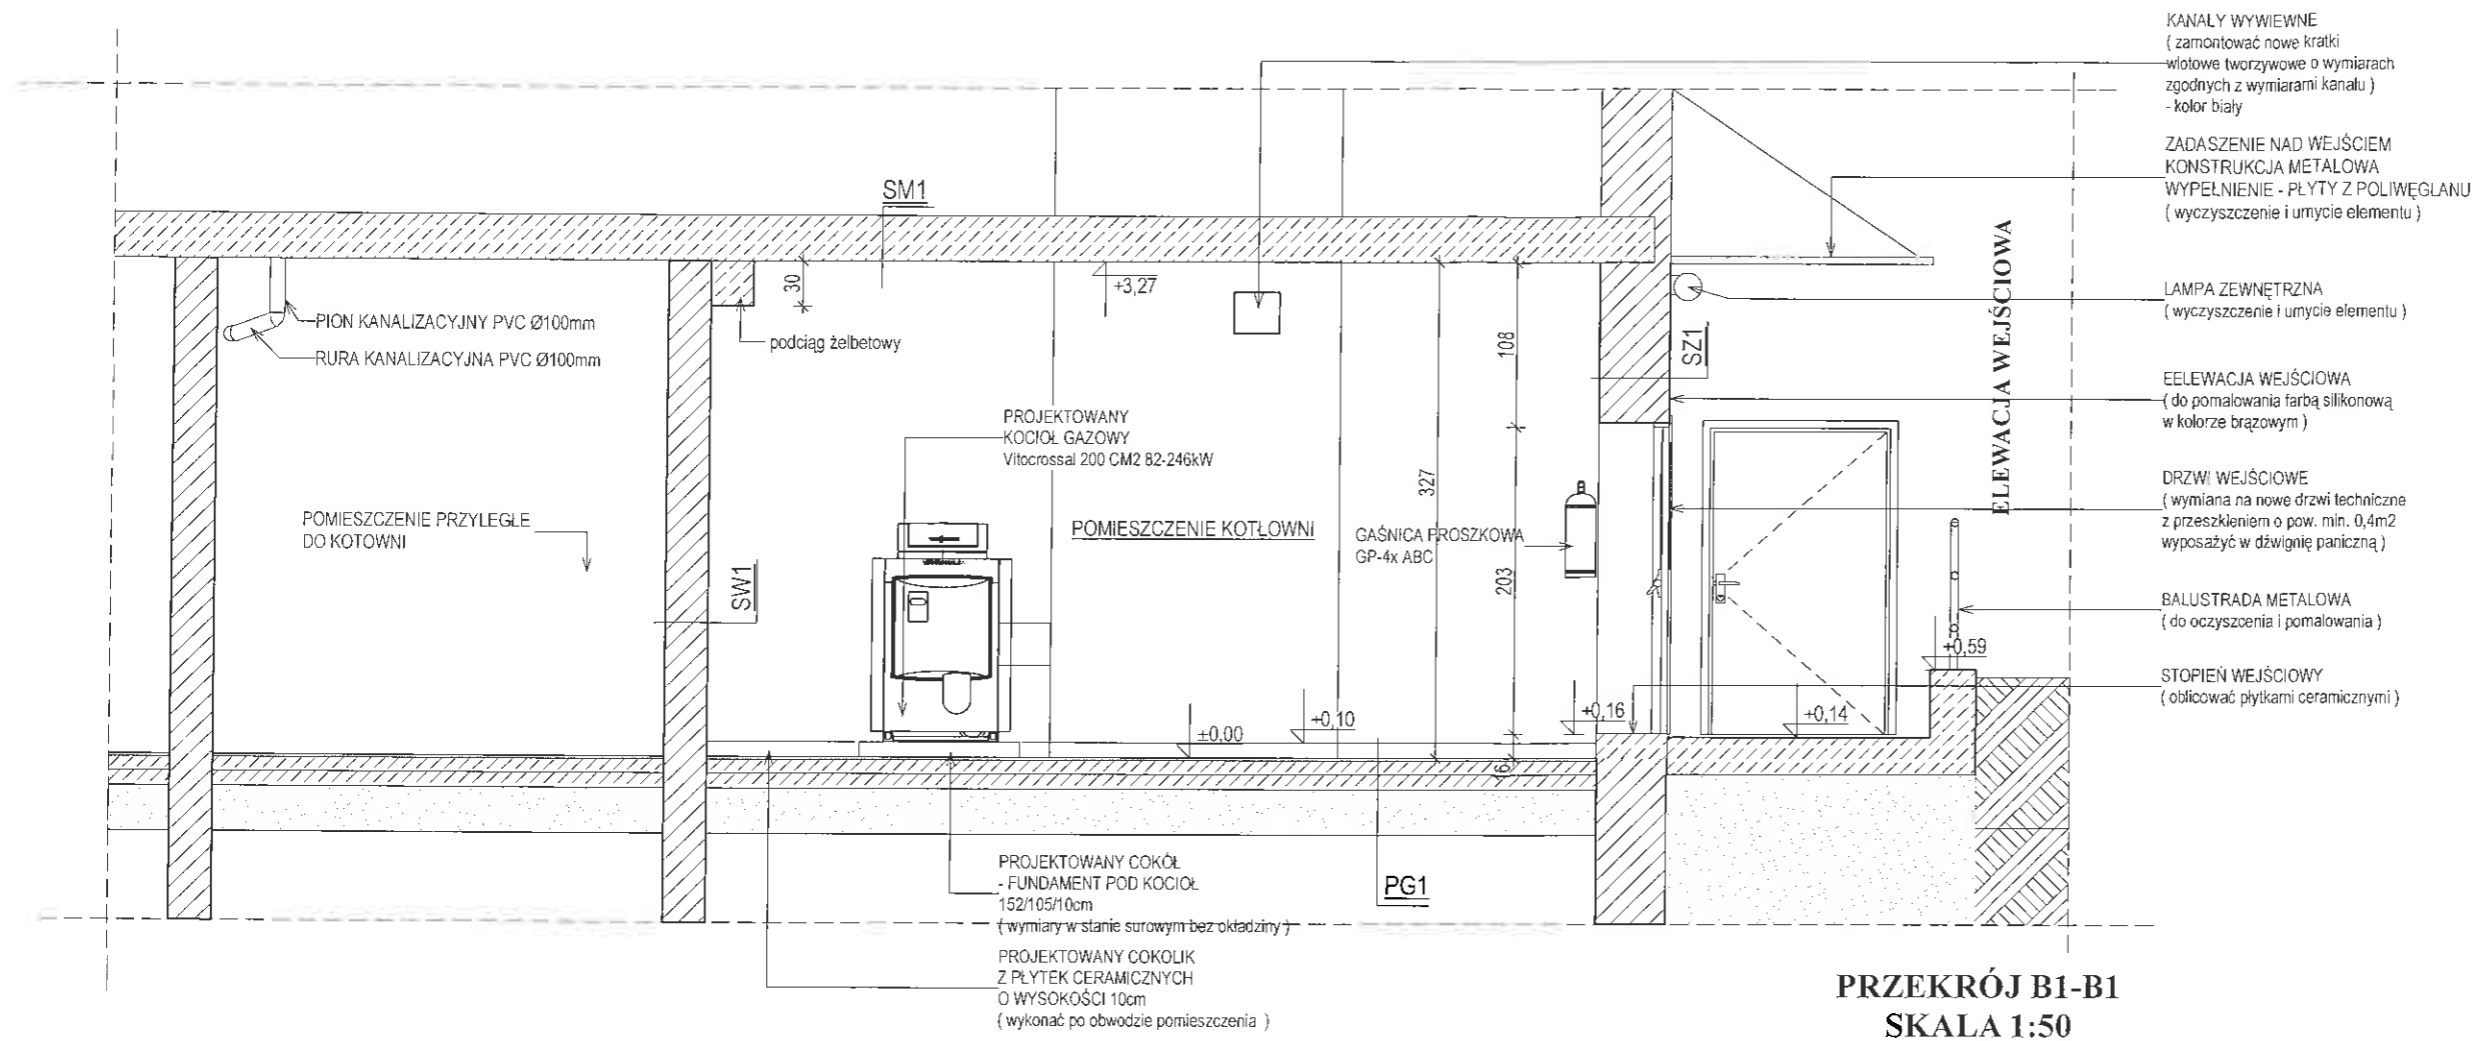 KANAŁY WYWIEWNE
( zamontować nowe kratki
wlotowe tworzywowe o wymiarach
zgodnych z wymiarami kanału )
- kolor biały
ZADASZENIE NAD WEJŚCIEM
KONSTRUKCJA METALOWA
WYPEŁNIENIE - PŁYTY Z POLIWĘGLANU
( wyczyszczenie i umycie elementu )
SM1
30
+3,27
PION KANALIZACYJNY PVC Ø100mm
RURA KANALIZACYJNA PVC Ø100mm
podciąg żelbetowy
108
SZ1
ELEWACJA WEJŚCIOWA
LAMPA ZEWNĘTRZNA
( wyczyszczenie i umycie elementu )
EELEWACJA WEJŚCIOWA
( do pomalowania farbą silikonową
w kolorze brązowym )
PROJEKTOWANY
KOCIOŁ GAZOWY
Vitocrossal 200 CM2 82-246kW
327
DRZWI WEJŚCIOWE
( wymiana na nowe drzwi techniczne
z przeszkleniem o pow. min. 0,4m2
wyposażyć w dźwignię paniczną )
POMIESZCZENIE PRZYLEGŁE
DO KOTOWNI
POMIESZCZENIE KOTŁOWNI
GAŚNICA PROSZKOWA
GP-4x ABC
SW1
203
BALUSTRADA METALOWA
( do oczyszcenia i pomalowania )
+0,59
STOPIEŃ WEJŚCIOWY
( oblicować płytkami ceramicznymi )
±0,00
+0,10
+0,16
+0,14
16
PROJEKTOWANY COKÓŁ
- FUNDAMENT POD KOCIOŁ
152/105/10cm
( wymiary w stanie surowym bez okładziny )
PG1
PROJEKTOWANY COKOLIK
Z PŁYTEK CERAMICZNYCH
O WYSOKOŚCI 10cm
( wykonać po obwodzie pomieszczenia )
PRZEKRÓJ B1-B1
SKALA 1:50